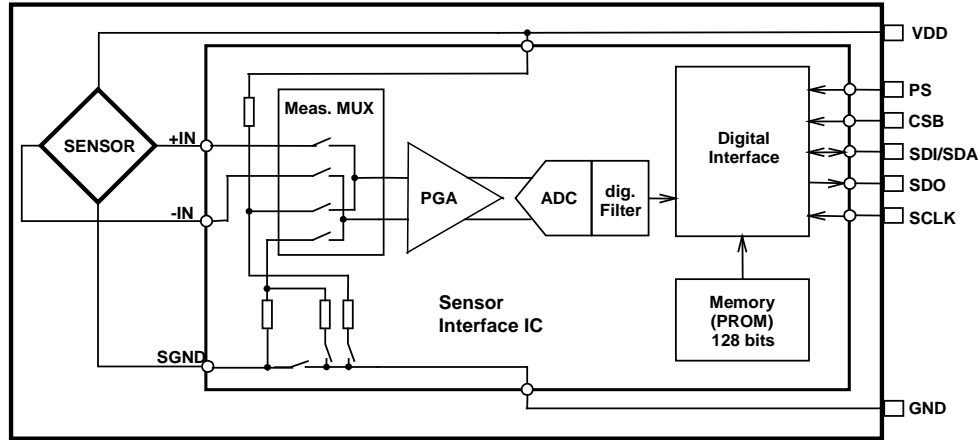 VDD
PS
Meas. MUX
CSB
SENSOR
+IN
Digital
Interface
SDI/SDA
SDO
-IN
PGA
ADC
dig.
Filter
SCLK
Sensor
Interface IC
Memory
(PROM)
128 bits
SGND
GND